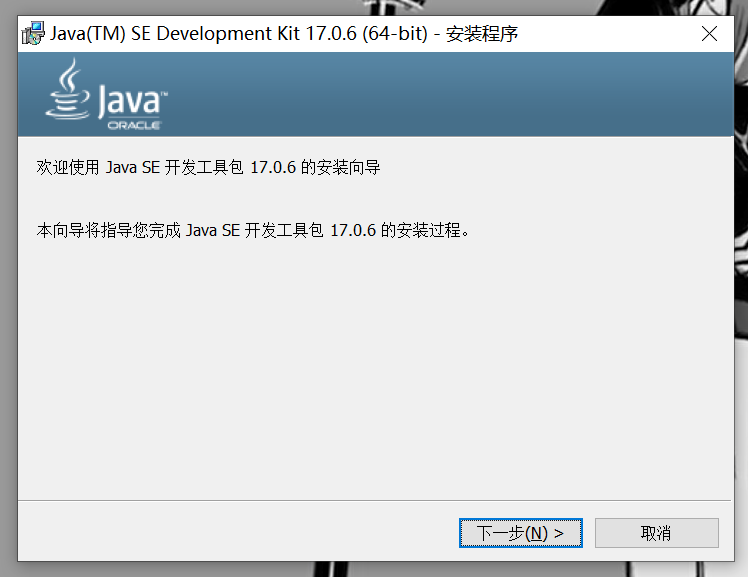 Java(TM) SE Development Kit 17.0.6 (64-bit) - 安装程序
Java™
ORACLE
欢迎使用 Java SE 开发工具包 17.0.6 的安装向导
本向导将指导您完成 Java SE 开发工具包 17.0.6 的安装过程。
下一步(N) > 取消